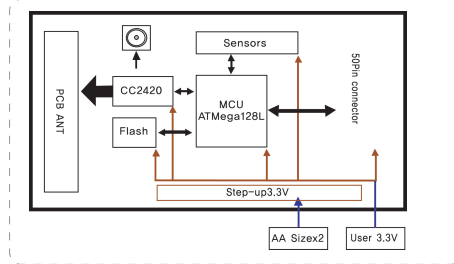 Sensors
CC2420
MCU
ATMega128L
Flash
PCB ANT
50Pin connector
Step-up3.3V
AA Sizex2
User 3.3V